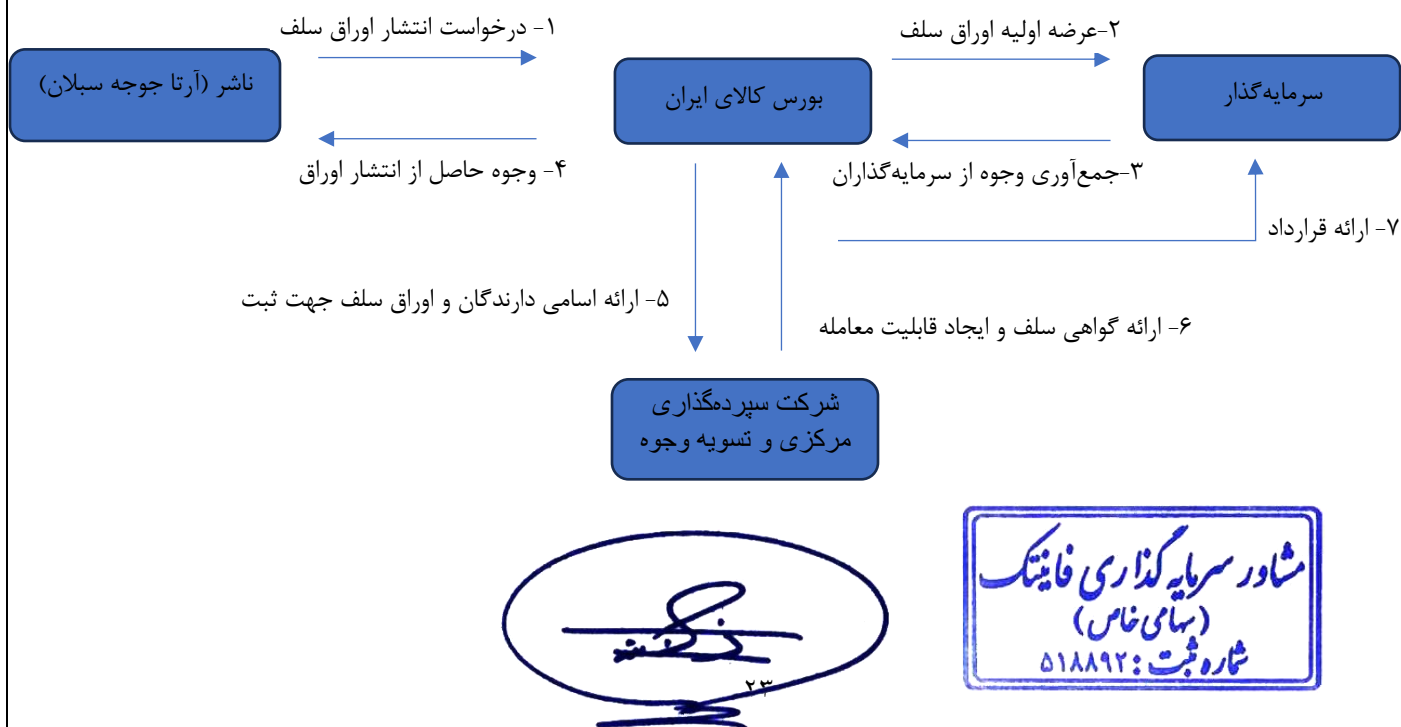 ۱- درخواست انتشار اوراق سلف
۲-عرضه اولیه اوراق سلف
ناشر (آرتا جوجه سبلان)
بورس کالای ایران
سرمایه‌گذار
۴- وجوه حاصل از انتشار اوراق
۳-جمع‌آوری وجوه از سرمایه‌گذاران
۷- ارائه قرارداد
۵- ارائه اسامی دارندگان و اوراق سلف جهت ثبت
۶- ارائه گواهی سلف و ایجاد قابلیت معامله
شرکت سپرده‌گذاری
مرکزی و تسویه وجوه
مشاور سرمایه گذاری فاینتک
(سهامی خاص)
شماره ثبت : ۵۱۸۸۹۲
۲۳